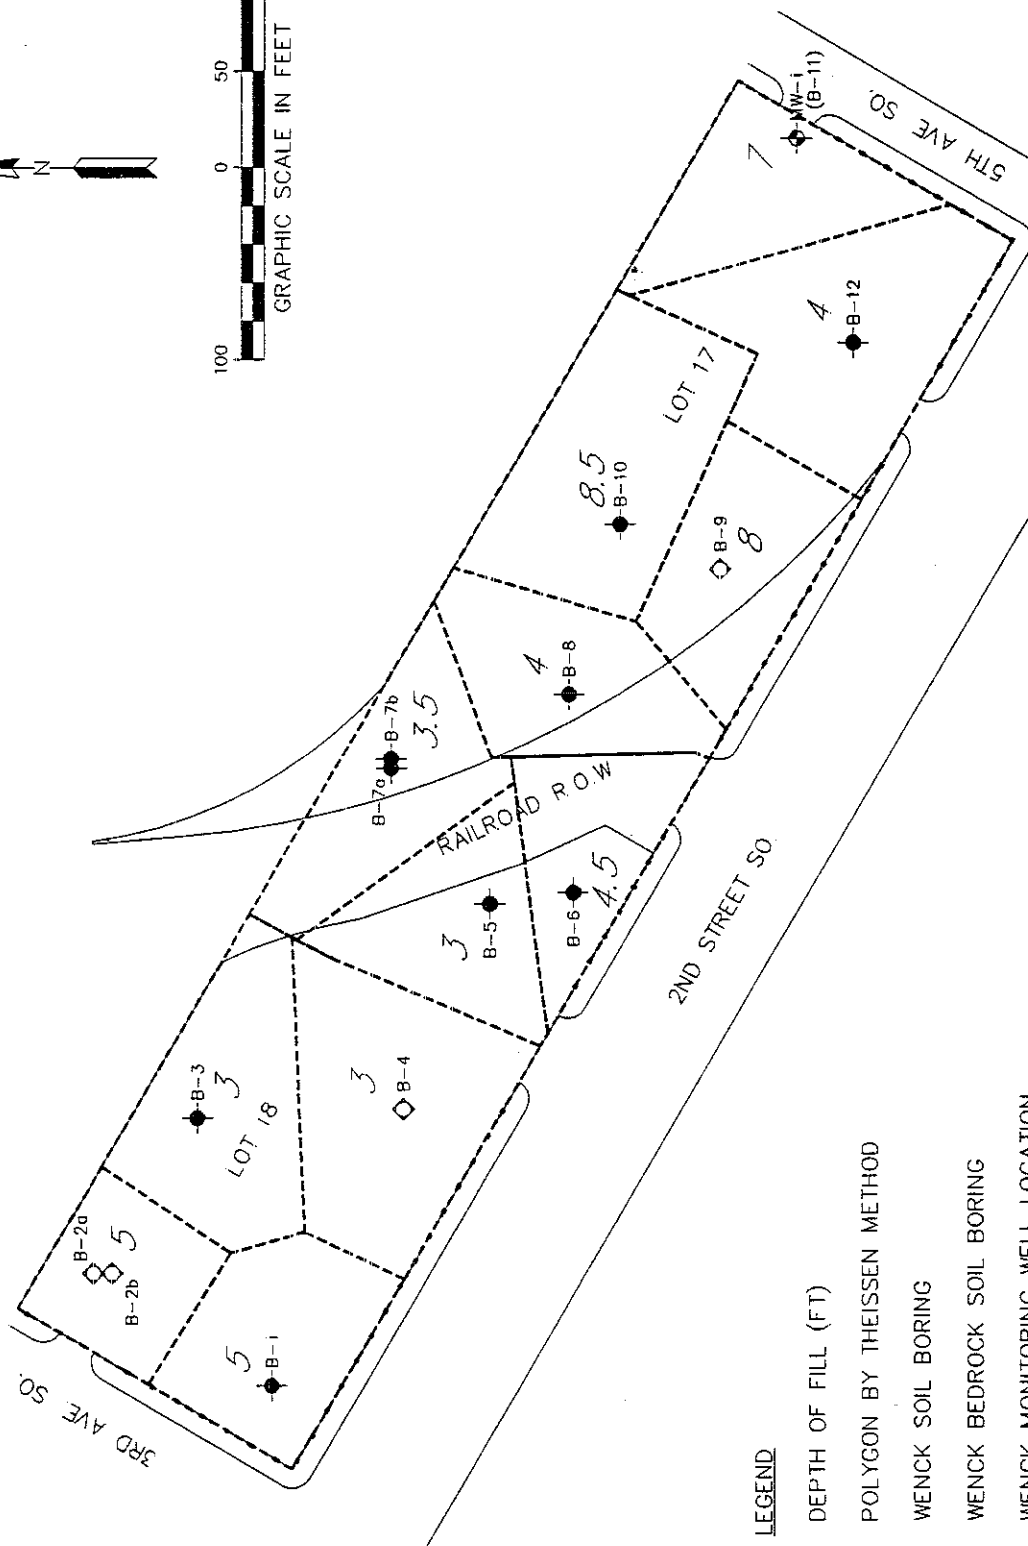 N
100 0 50
GRAPHIC SCALE IN FEET
3RD AVE SO.
B-2a
B-2b
5
5
B-1
B-3
3
LOT 18
3
B-4
3
B-5
B-6
4.5
RAILROAD R.O.W
B-7a
B-7b
3.5
4
B-8
8.5
B-10
B-9
8
LOT 17
4
B-12
7
MW-1
(B-11)
5TH AVE SO.
2ND STREET SO
LEGEND
DEPTH OF FILL (FT)
POLYGON BY THEISSEN METHOD
WENCK SOIL BORING
WENCK BEDROCK SOIL BORING
WENCK MONITORING WELL LOCATION